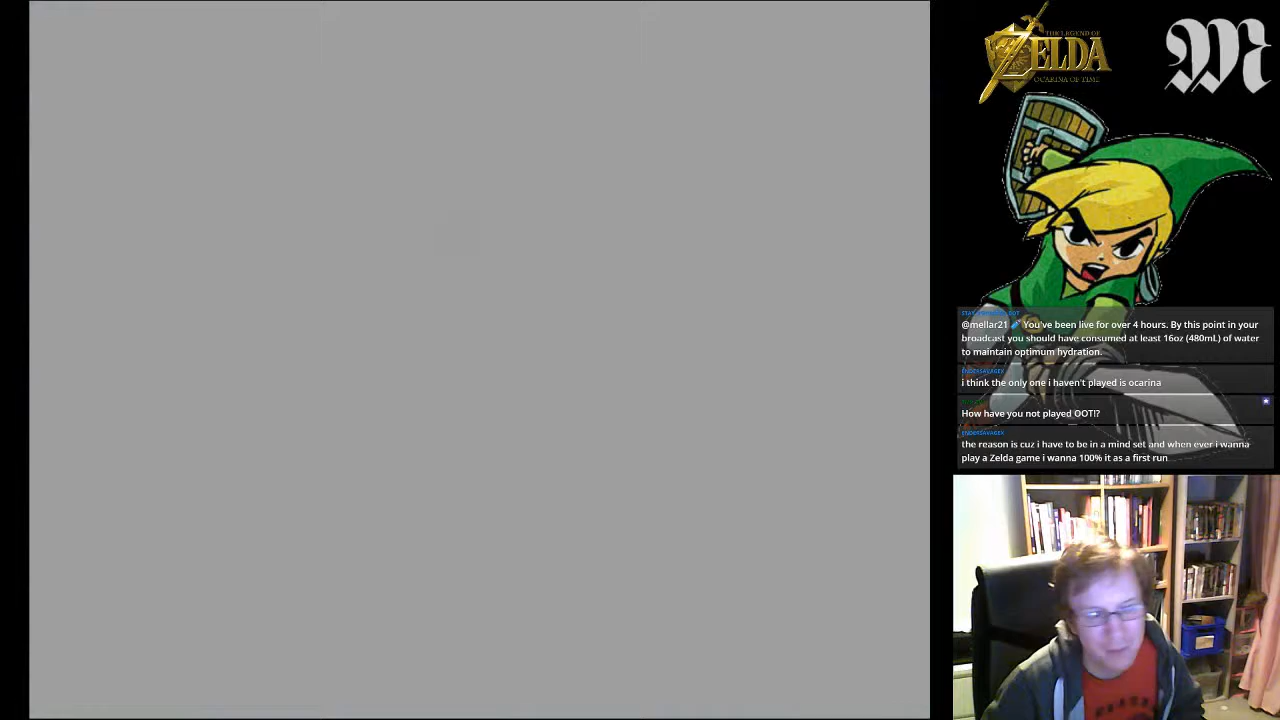 THE LEGEND OF
ZELDA
OCARINA OF TIME
M
@mellar21 You've been live for over 4 hours. By this point in your
broadcast you should have consumed at least 16oz (480mL) of water
to maintain optimum hydration.
ENDERSAVAGEX
i think the only one i haven't played is ocarina
How have you not played OOT!?
ENDERSAVAGEX
the reason is cuz i have to be in a mind set and when ever i wanna
play a Zelda game i wanna 100% it as a first run